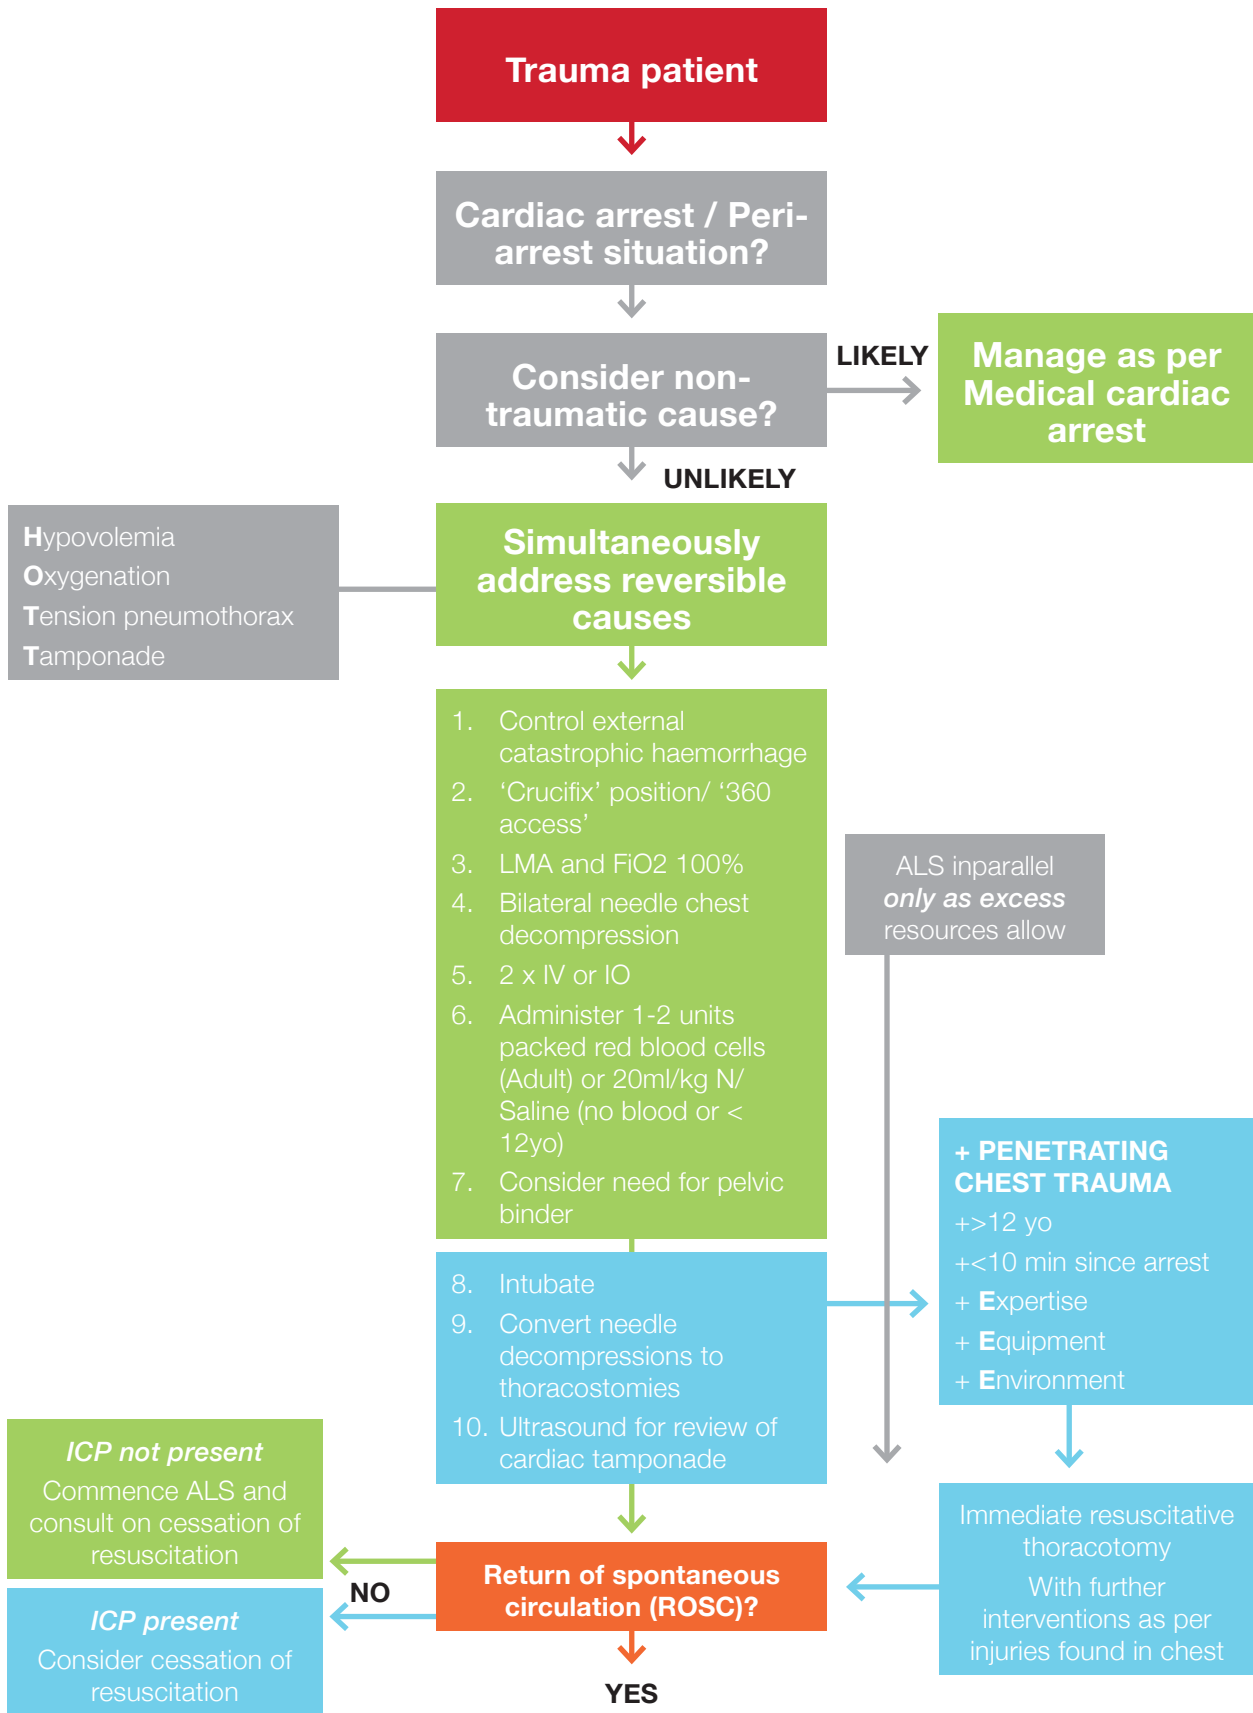 Trauma patient
Cardiac arrest / Peri-
arrest situation?
Consider non-
traumatic cause?
LIKELY
Manage as per
Medical cardiac
arrest
UNLIKELY
Hypovolemia
Oxygenation
Tension pneumothorax
Tamponade
Simultaneously
address reversible
causes
1. Control external
catastrophic haemorrhage
2. ‘Crucifix’ position/ ‘360
access’
3. LMA and FiO2 100%
4. Bilateral needle chest
decompression
5. 2 x IV or IO
6. Administer 1-2 units
packed red blood cells
(Adult) or 20ml/kg N/
Saline (no blood or <
12yo)
7. Consider need for pelvic
binder
ALS inparallel
only as excess
resources allow
8. Intubate
9. Convert needle
decompressions to
thoracostomies
10. Ultrasound for review of
cardiac tamponade
+ PENETRATING
CHEST TRAUMA
+>12 yo
+<10 min since arrest
+ Expertise
+ Equipment
+ Environment
Immediate resuscitative
thoracotomy
With further
interventions as per
injuries found in chest
Return of spontaneous
circulation (ROSC)?
NO
ICP not present
Commence ALS and
consult on cessation of
resuscitation
ICP present
Consider cessation of
resuscitation
YES